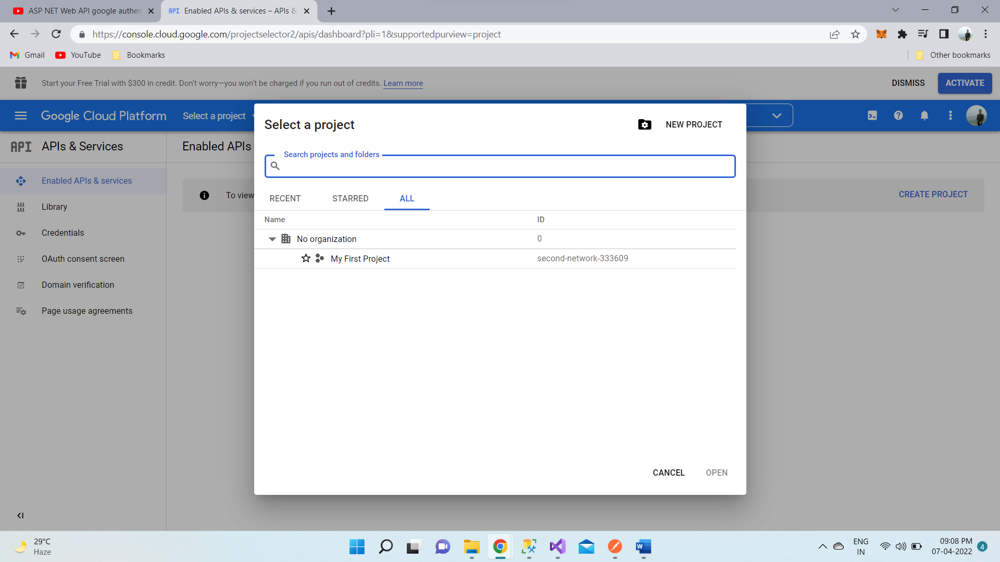 ASP NET Web API google authen
API Enabled APIs & services – APIs &
https://console.cloud.google.com/projectselector2/apis/dashboard?pli=1&supportedpurview=project
Gmail YouTube Bookmarks Other bookmarks
Start your Free Trial with $300 in credit. Don't worry—you won't be charged if you run out of credits. Learn more DISMISS ACTIVATE
Google Cloud Platform Select a project
Select a project NEW PROJECT
API APIs & Services Enabled APIs
Search projects and folders
Enabled APIs & services
To view CREATE PROJECT
RECENT STARRED ALL
Library
Name ID
Credentials
No organization 0
OAuth consent screen
My First Project second-network-333609
Domain verification
Page usage agreements
CANCEL OPEN
29°C
Haze
ENG
IN
09:08 PM
07-04-2022
4